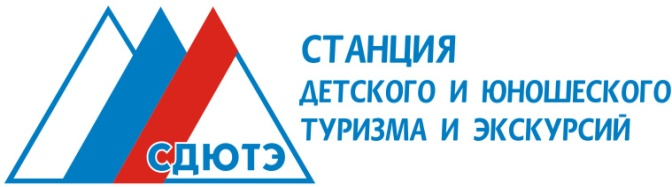 СДЮТЭ
СТАНЦИЯ
ДЕТСКОГО И ЮНОШЕСКОГО
ТУРИЗМА И ЭКСКУРСИЙ